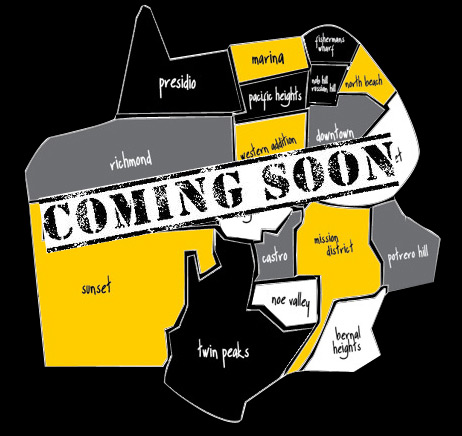 fishermans
wharf
marina
presidio
nob hill
russian hill
north beach
pacific heights
downtown
western addition
richmond
COMING SOON
mission
district
castro
potrero hill
sunset
noe valley
bernal
heights
twin peaks